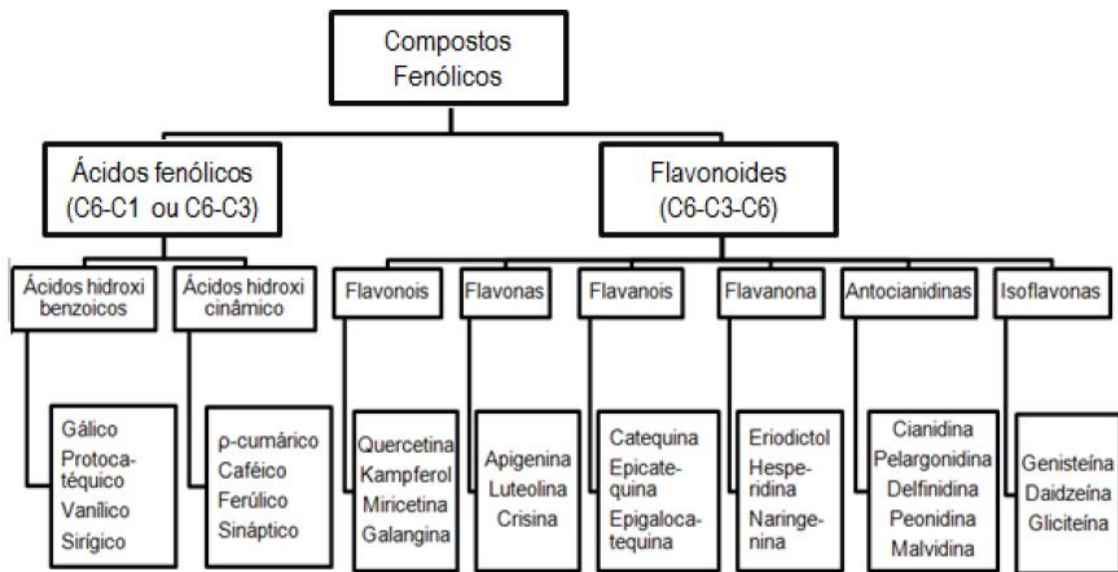 Compostos
Fenólicos
Ácidos fenólicos
(C6-C1 ou C6-C3)
Flavonoides
(C6-C3-C6)
Ácidos hidroxi
benzoicos
Ácidos hidroxi
cinâmico
Flavonois
Flavonas
Flavanois
Flavanona
Antocianidinas
Isoflavonas
Gálico
Protoca-
téquico
Vanílico
Sirígico
ρ-cumárico
Caféico
Ferúlico
Sináptico
Quercetina
Kampferol
Miricetina
Galangina
Apigenina
Luteolina
Crisina
Catequina
Epicate-
quina
Epigaloca-
tequina
Eriodictol
Hespe-
ridina
Naringe-
nina
Cianidina
Pelargonidina
Delfinidina
Peonidina
Malvidina
Genisteína
Daidzeína
Gliciteína